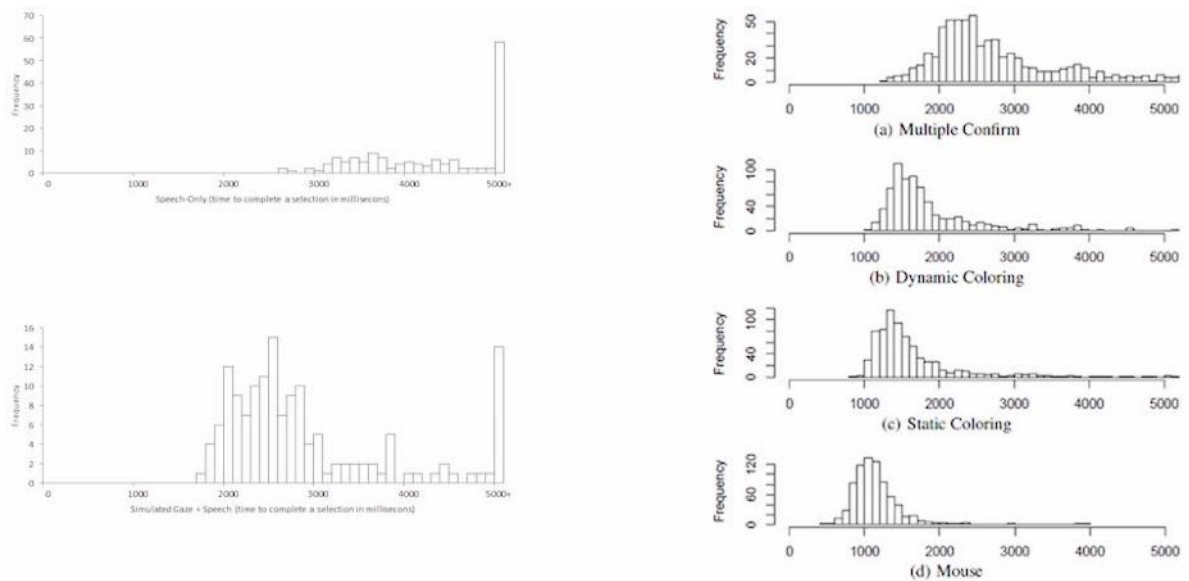 70
60
50
40
30
20
10
0
Frequency
0 1000 2000 3000 4000 5000+
Speech-Only (time to complete a selection in millisecons)
16
14
12
10
8
6
4
2
0
Frequency
0 1000 2000 3000 4000 5000+
Simulated Gaze + Speech (time to complete a selection in millisecons)
50
20
0
Frequency
0 1000 2000 3000 4000 5000
(a) Multiple Confirm
100
40
0
Frequency
0 1000 2000 3000 4000 5000
(b) Dynamic Coloring
100
40
0
Frequency
0 1000 2000 3000 4000 5000
(c) Static Coloring
120
60
0
Frequency
0 1000 2000 3000 4000 5000
(d) Mouse